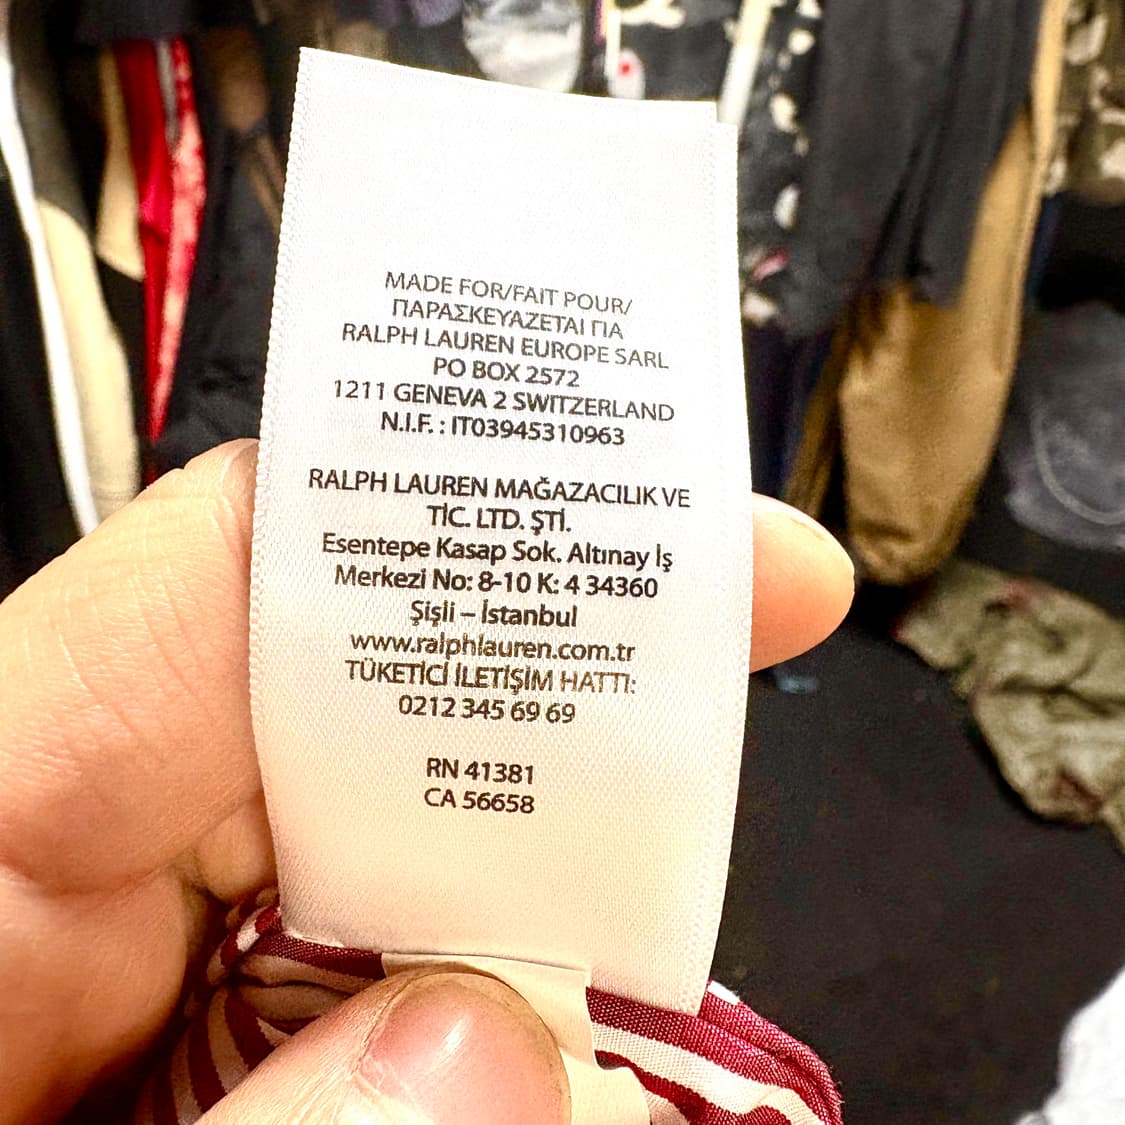 MADE FOR/FAIT POUR/
ΠΑΡΑΣΚΕΥΑΖΕΤΑΙ ΓΙΑ
RALPH LAUREN EUROPE SARL
PO BOX 2572
1211 GENEVA 2 SWITZERLAND
N.I.F. : IT03945310963
RALPH LAUREN MAĞAZACILIK VE
TİC. LTD. ŞTİ.
Esentepe Kasap Sok. Altınay İş
Merkezi No: 8-10 K: 4 34360
Şişli – İstanbul
www.ralphlauren.com.tr
TÜKETİCİ İLETİŞİM HATTI:
0212 345 69 69
RN 41381
CA 56658